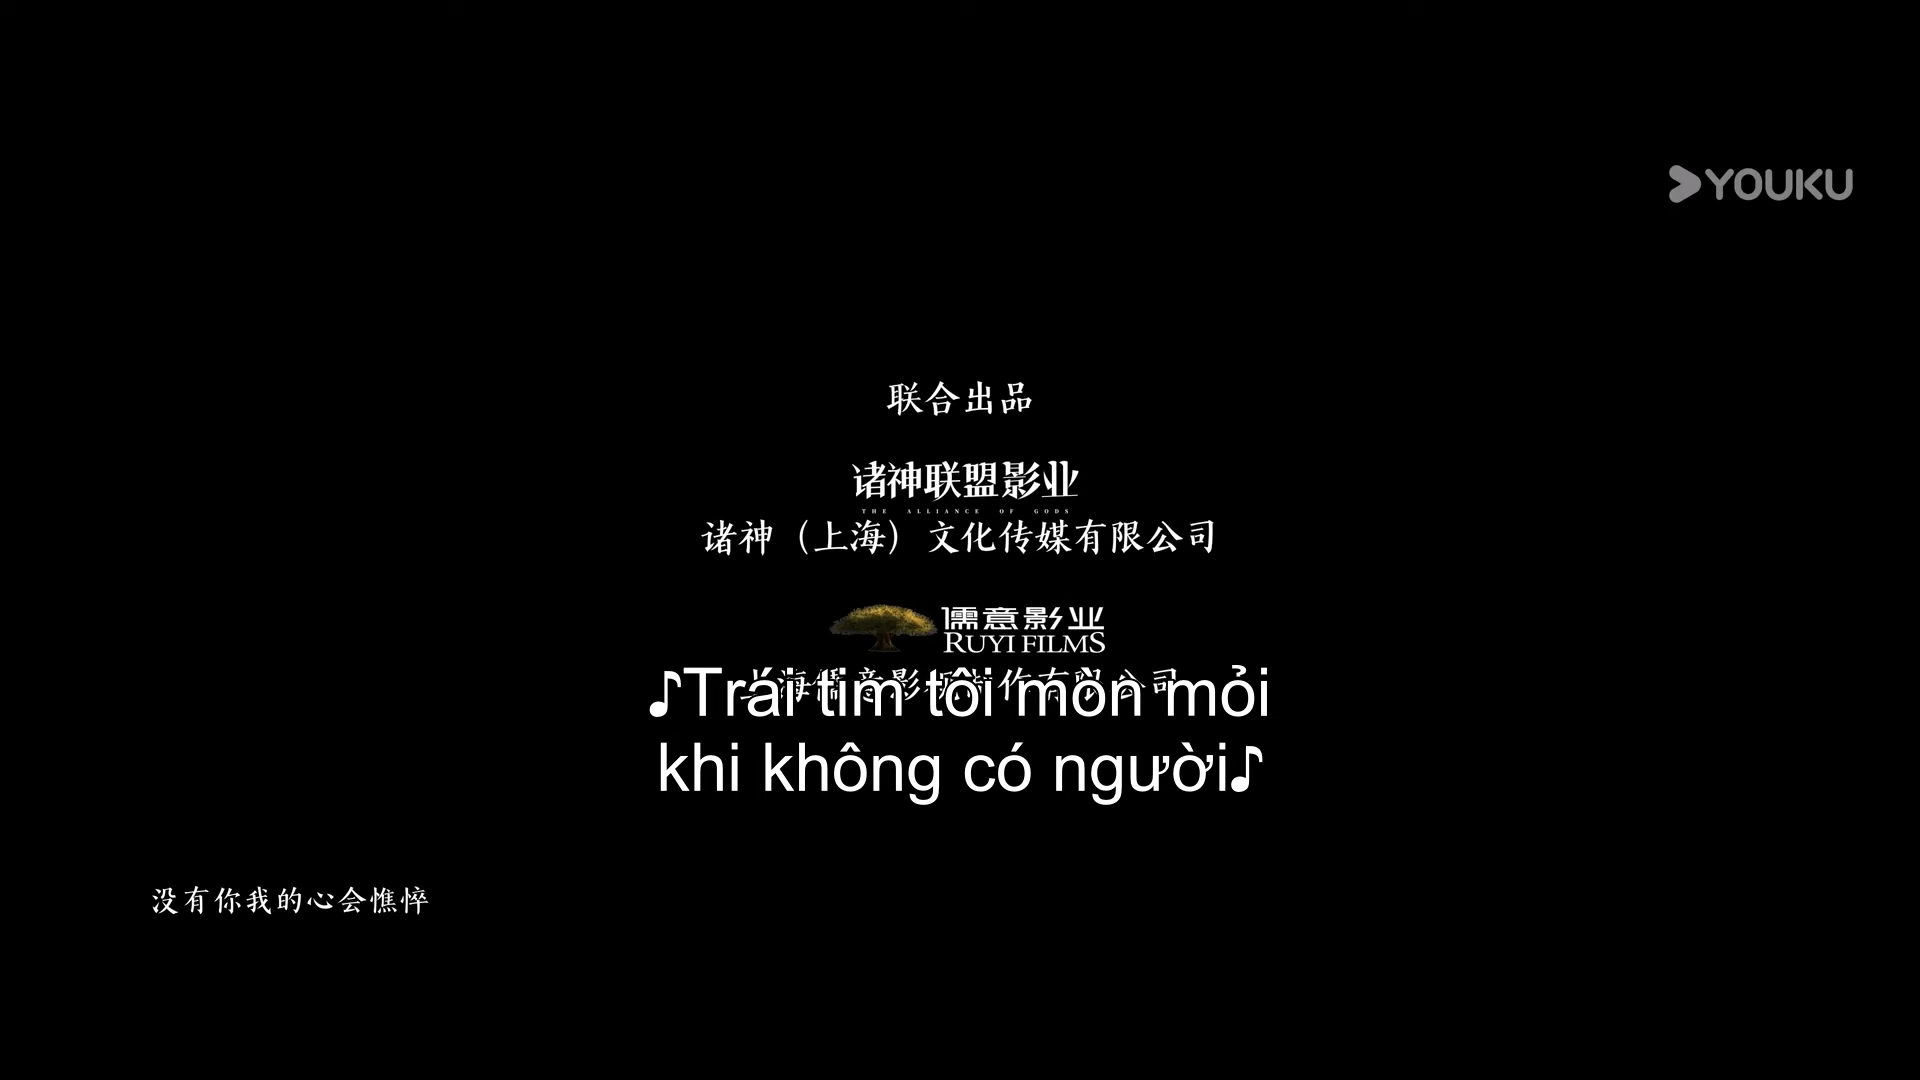 YOUKU
联合出品
诸神联盟影业
THE ALLIANCE OF GODS
诸神（上海）文化传媒有限公司
儒意影业
RUYI FILMS
♪Trái tim tôi mòn mỏi
khi không có người♪
没有你我的心会憔悴